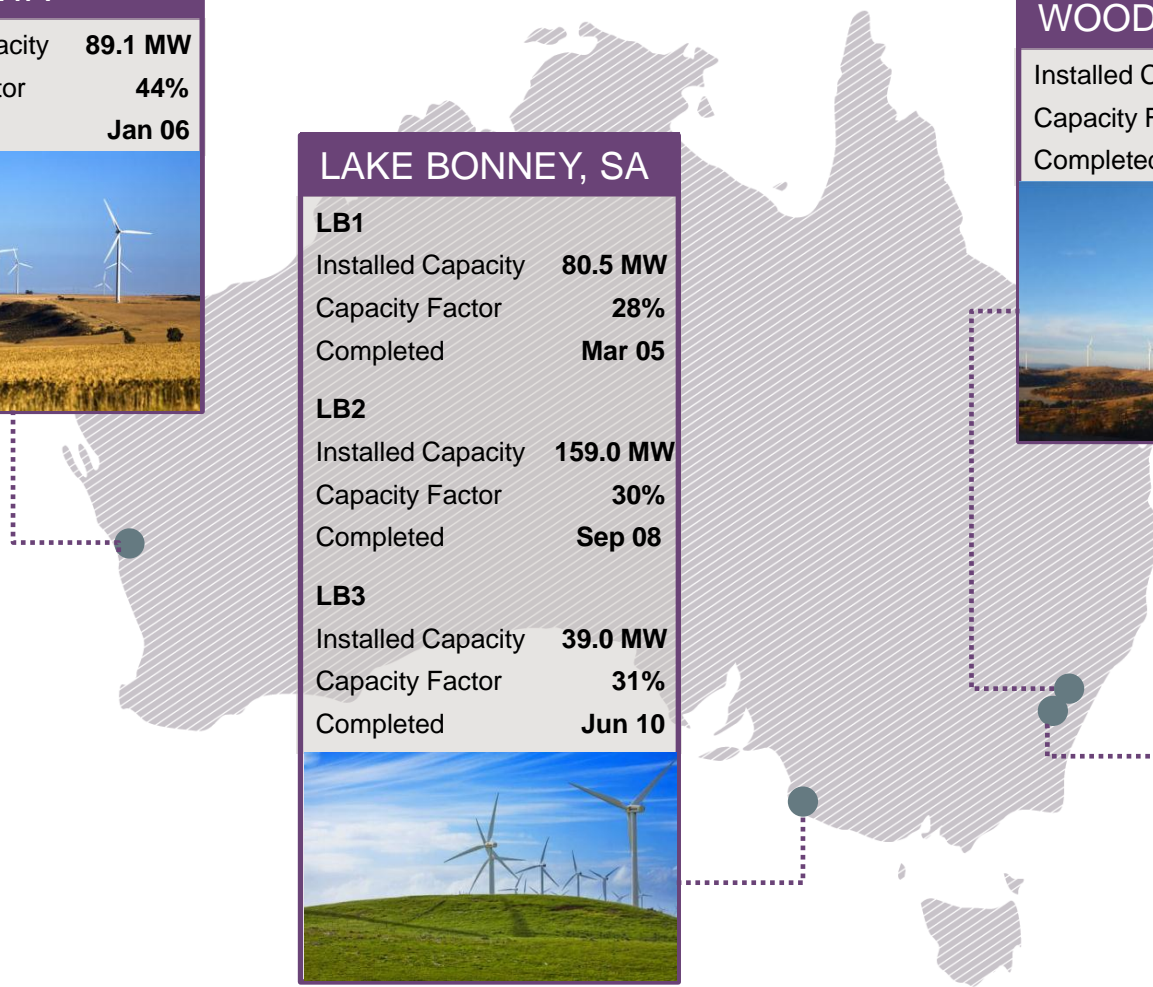 89.1 MW
44%
Jan 06
LAKE BONNEY, SA
LB1
Installed Capacity 80.5 MW
Capacity Factor 28%
Completed Mar 05
LB2
Installed Capacity 159.0 MW
Capacity Factor 30%
Completed Sep 08
LB3
Installed Capacity 39.0 MW
Capacity Factor 31%
Completed Jun 10
WOOD
Installed C
Capacity F
Completed